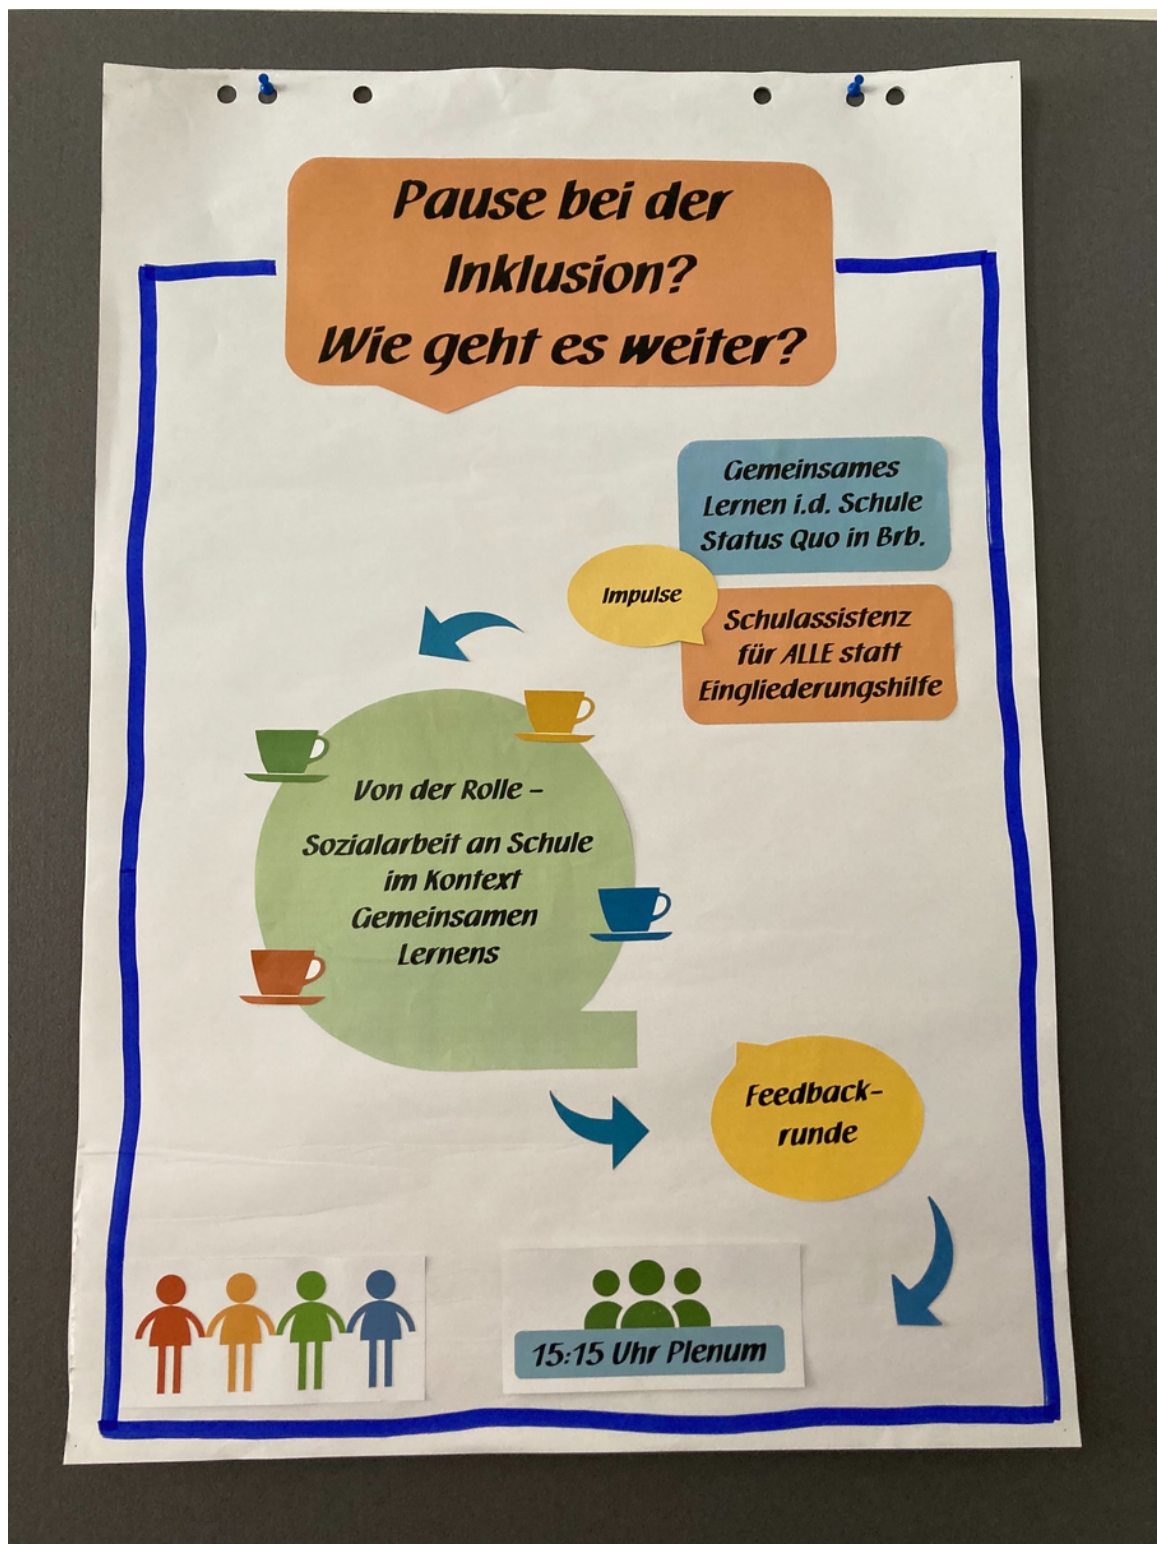 Pause bei der
Inklusion?
Wie geht es weiter?
Gemeinsames
Lernen i.d. Schule
Status Quo in Brb.
Impulse
Schulassistenz
für ALLE statt
Eingliederungshilfe
Von der Rolle –
Sozialarbeit an Schule
im Kontext
Gemeinsamen
Lernens
Feedback-
runde
15:15 Uhr Plenum